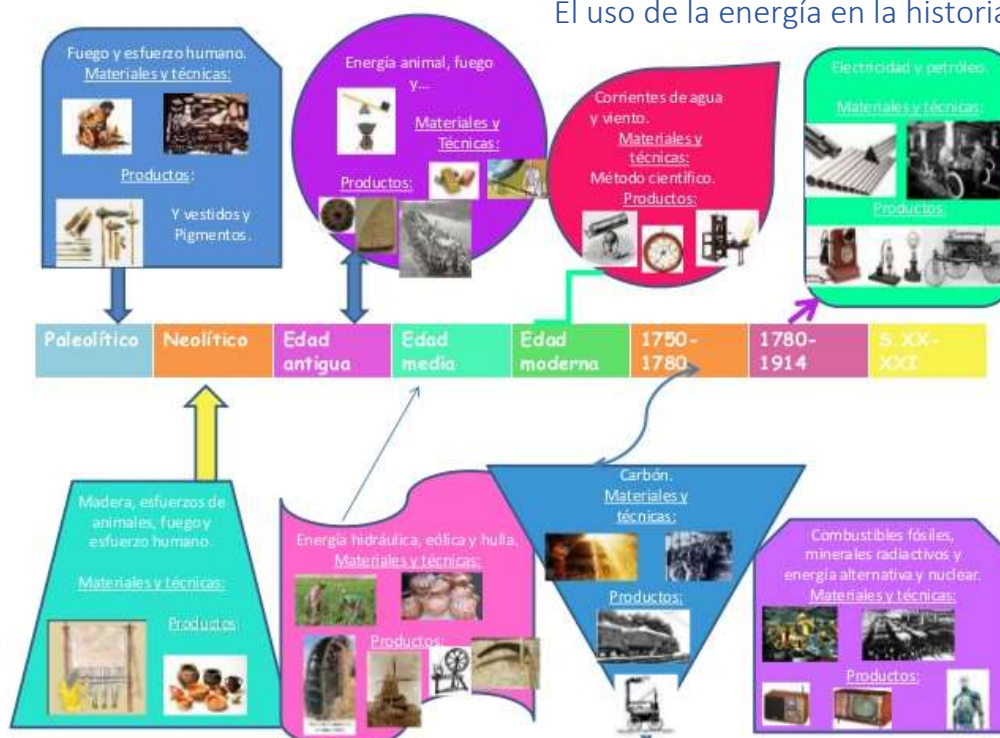 El uso de la energía en la historia
Fuego y esfuerzo humano.
Materiales y técnicas:
Productos:
Y vestidos y
Pigmentos.
Energía animal, fuego
y...
Materiales y
Técnicas:
Productos:
Corrientes de agua
y viento.
Materiales y
técnicas:
Método científico.
Productos:
Electricidad y petróleo.
Materiales y técnicas:
Productos
Paleolítico
Neolítico
Edad
antigua
Edad
media
Edad
moderna
1750-
1780
1780-
1914
S.XX-
XXI
Madera, esfuerzos de
animales, fuego y
esfuerzo humano.
Materiales y técnicas:
Productos
Energía hidráulica, eólica y hulla.
Materiales y técnicas:
Productos:
Carbón.
Materiales y
técnicas:
Productos:
Combustibles fósiles,
minerales radiactivos y
energía alternativa y nuclear.
Materiales y técnicas:
Productos: